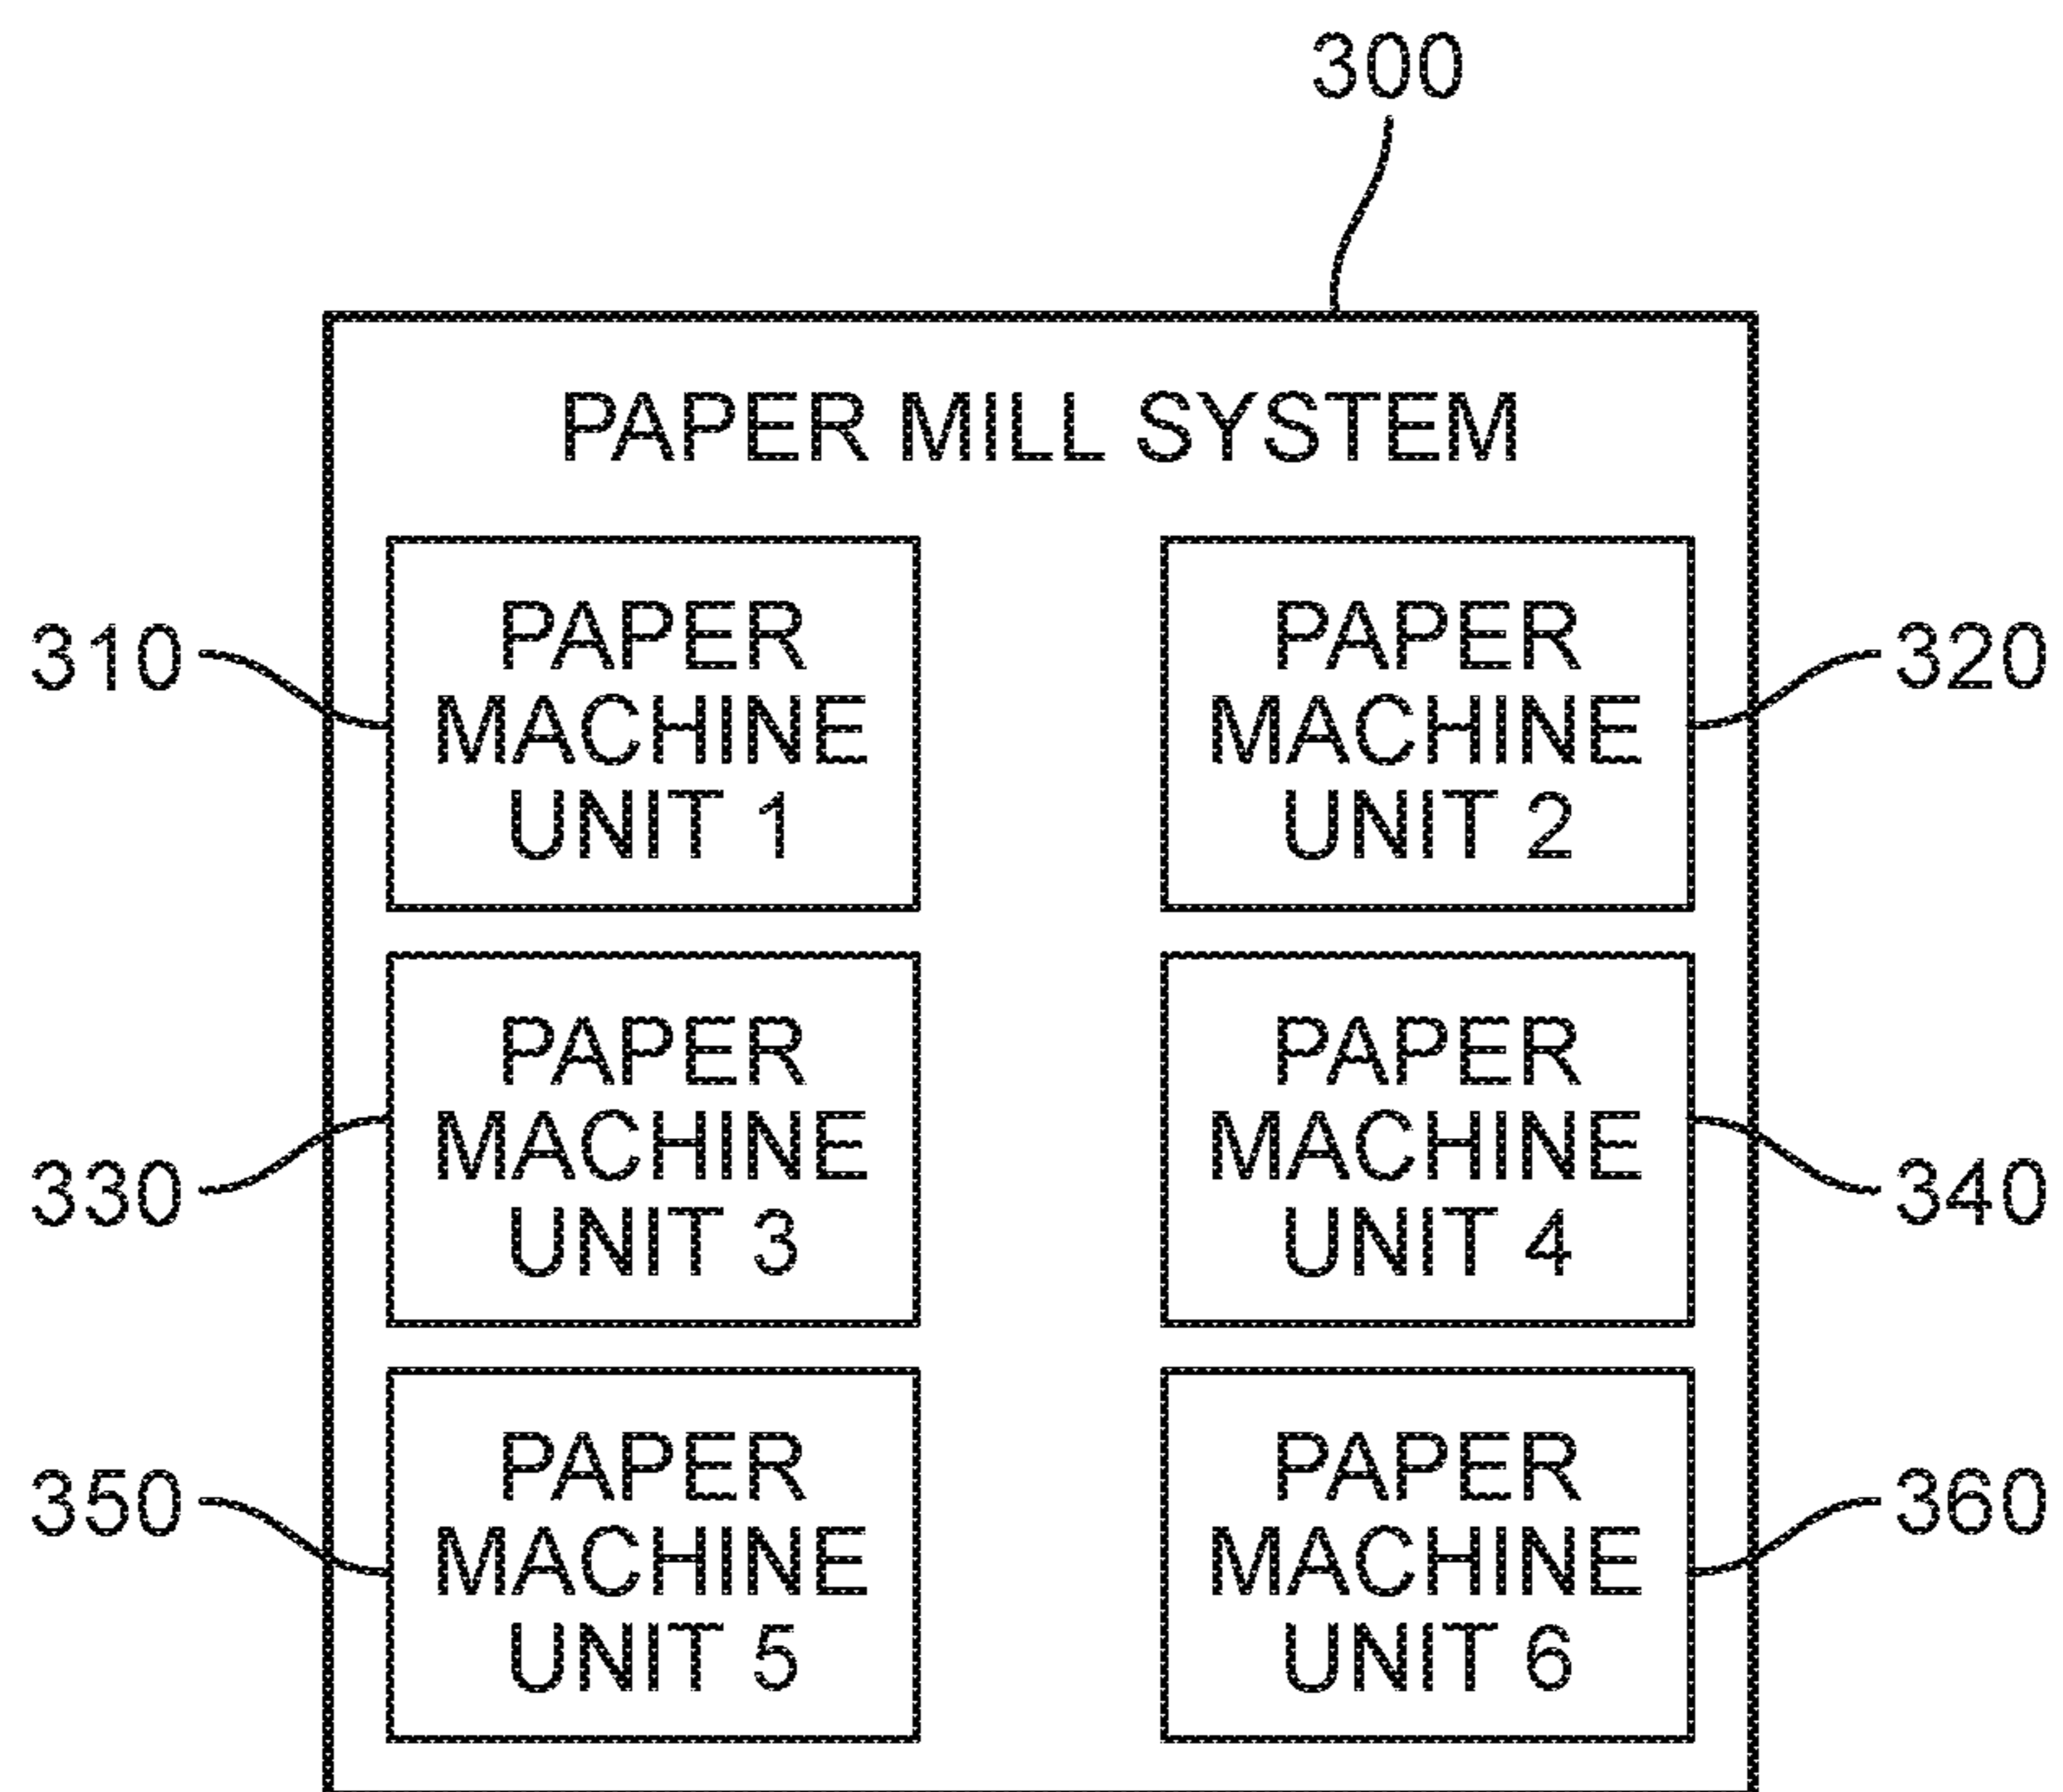 300
PAPER MILL SYSTEM
310
PAPER
MACHINE
UNIT 1
PAPER
MACHINE
UNIT 2
320
330
PAPER
MACHINE
UNIT 3
PAPER
MACHINE
UNIT 4
340
350
PAPER
MACHINE
UNIT 5
PAPER
MACHINE
UNIT 6
360